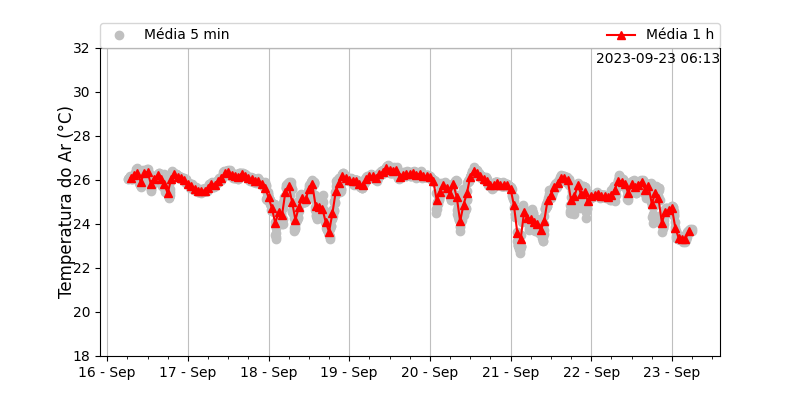 Média 5 min
Média 1 h
2023-09-23 06:13
Temperatura do Ar (°C)
32
30
28
26
24
22
20
18
16 - Sep
17 - Sep
18 - Sep
19 - Sep
20 - Sep
21 - Sep
22 - Sep
23 - Sep